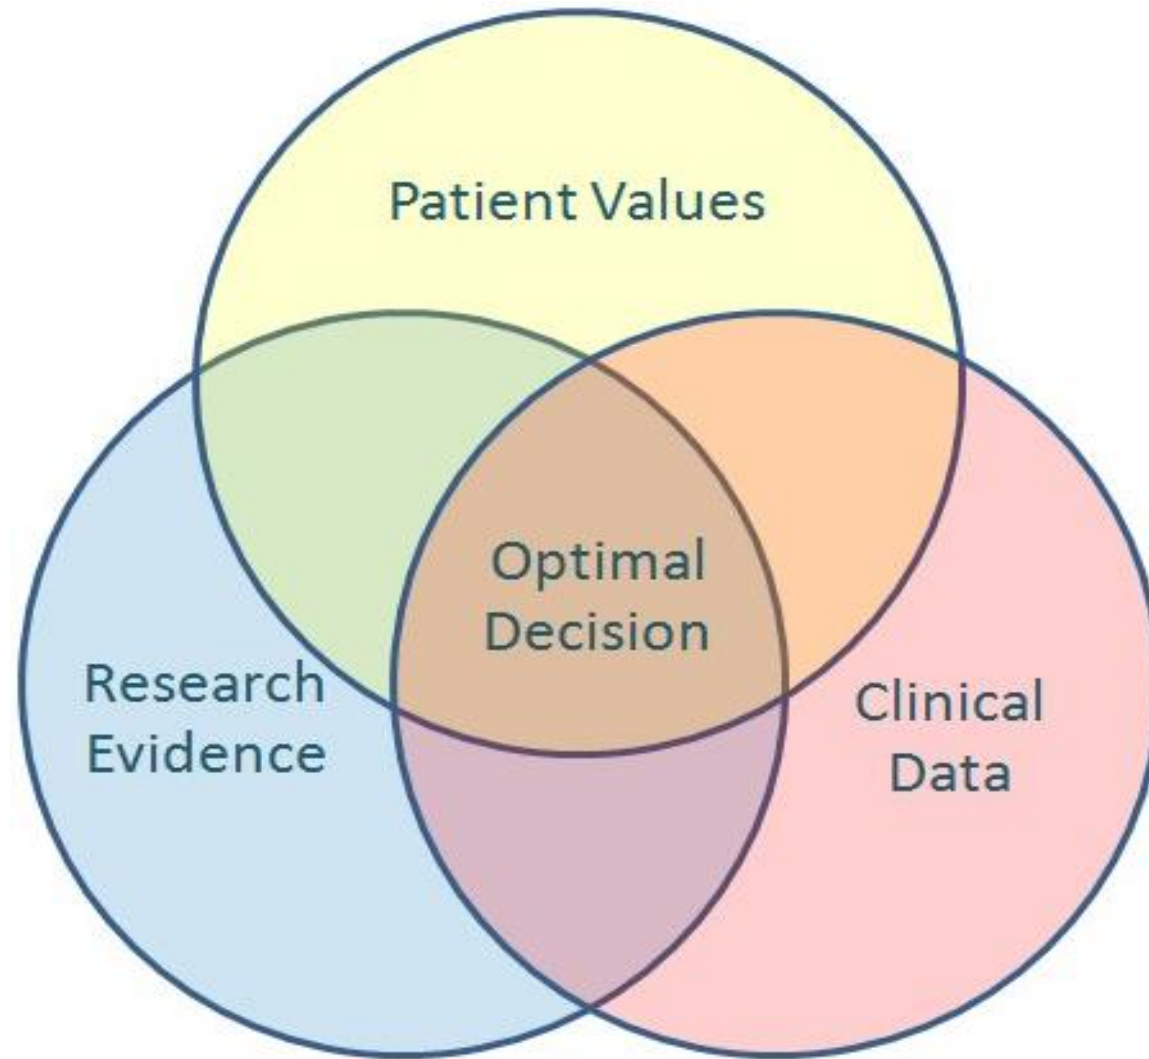 Patient Values
Optimal
Decision
Research
Evidence
Clinical
Data